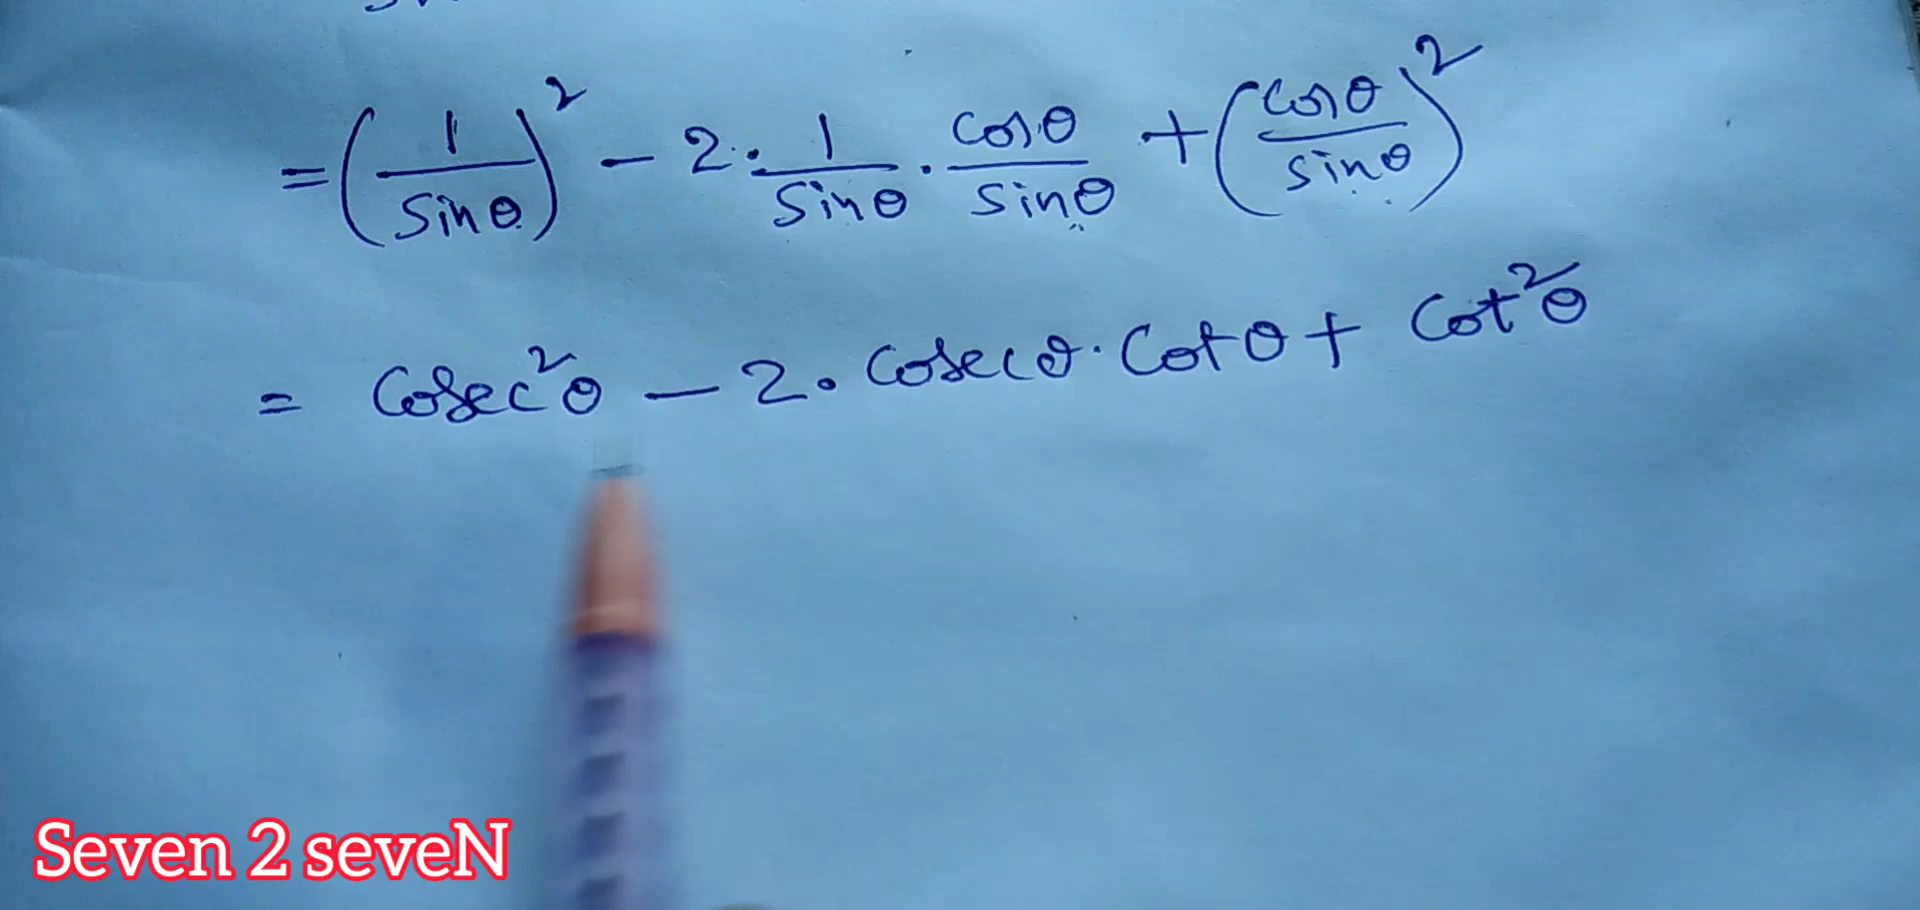 = (1/sinθ)² − 2 · 1/sinθ · cosθ/sinθ + (cosθ/sinθ)²
= Cosec²θ − 2 · Cosecθ · Cotθ + Cot²θ
Seven 2 seveN